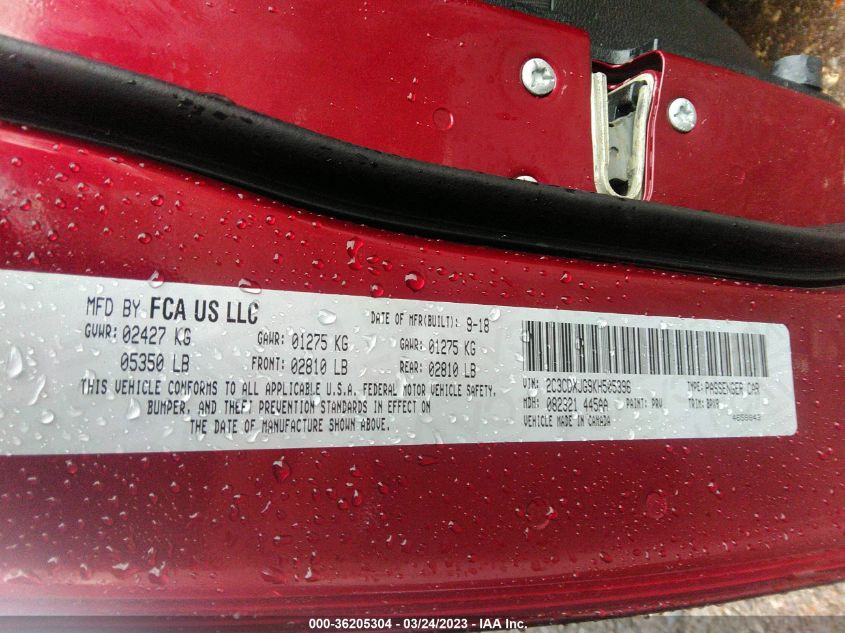 MFD BY FCA US LLC
DATE OF MFR(BUILT): 9-18
GVWR: 02427 KG
GAWR: 01275 KG
GAWR: 01275 KG
05350 LB
FRONT: 02810 LB
REAR: 02810 LB
THIS VEHICLE CONFORMS TO ALL APPLICABLE U.S.A. FEDERAL MOTOR VEHICLE SAFETY,
BUMPER, AND THEFT PREVENTION STANDARDS IN EFFECT ON
THE DATE OF MANUFACTURE SHOWN ABOVE.
VIN: 2C3CDXJG9KH505396
TYPE: PASSENGER CAR
MDH: 082321 445AA
PAINT: PRV
TRIM: BPX9
VEHICLE MADE IN CANADA
000-36205304 - 03/24/2023 - IAA Inc.